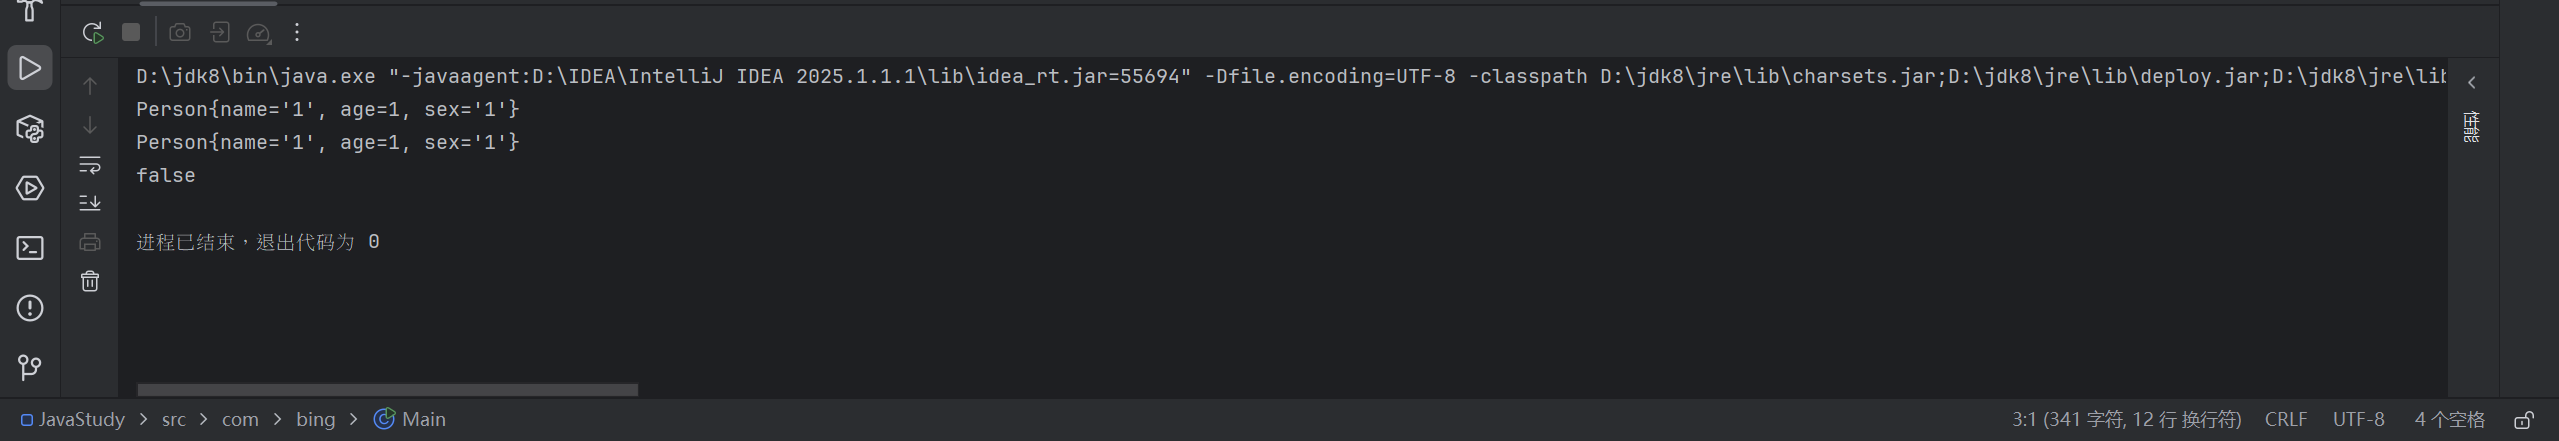 D:\jdk8\bin\java.exe "-javaagent:D:\IDEA\IntelliJ IDEA 2025.1.1.1\lib\idea_rt.jar=55694" -Dfile.encoding=UTF-8 -classpath D:\jdk8\jre\lib\charsets.jar;D:\jdk8\jre\lib\deploy.jar;D:\jdk8\jre\lib
Person{name='1', age=1, sex='1'}
Person{name='1', age=1, sex='1'}
false
进程已结束，退出代码为 0
性能
JavaStudy > src > com > bing > Main 3:1 (341 字符, 12 行 换行符) CRLF UTF-8 4 个空格